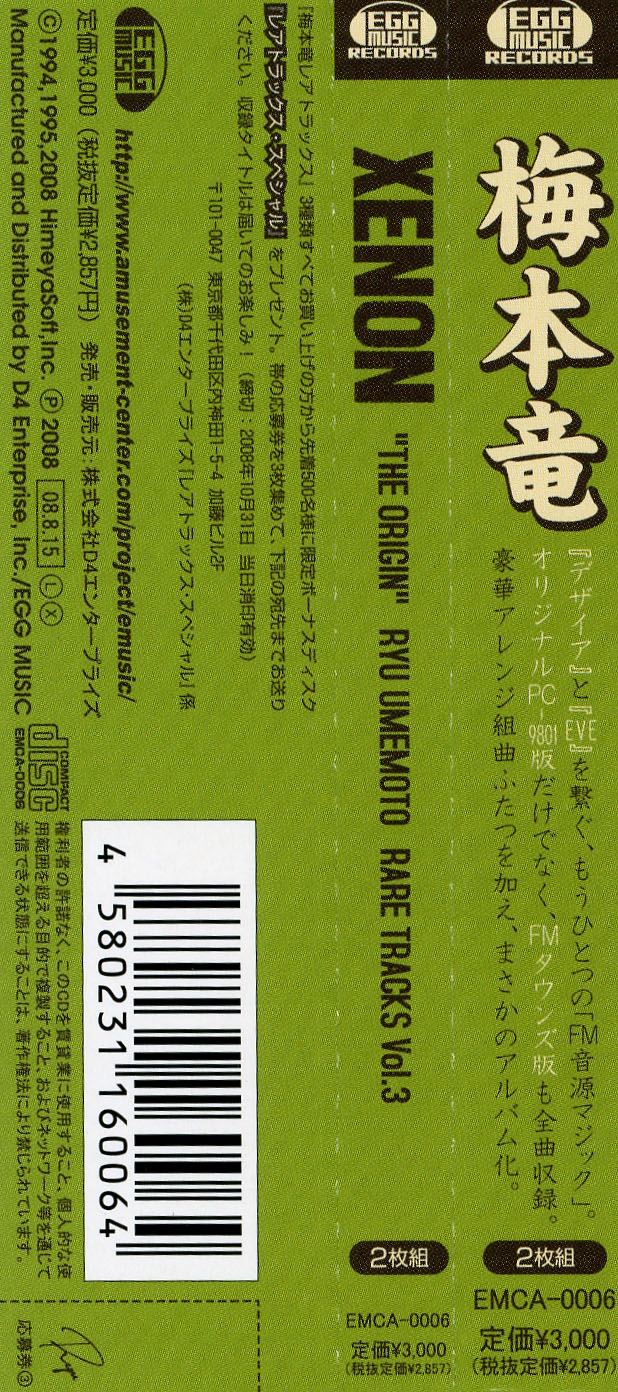 EGG
MUSIC
RECORDS
梅本竜
『デザイア』と『EVE』を繋ぐ、もうひとつの「FM音源マジック」。
オリジナルPC-9801版だけでなく、FMタウンズ版も全曲収録。
豪華アレンジ組曲ふたつを加え、まさかのアルバム化。
2枚組
EMCA-0006
定価¥3,000
(税抜定価¥2,857)
EGG
MUSIC
RECORDS
XENON "THE ORIGIN" RYU UMEMOTO RARE TRACKS Vol.3
2枚組
EMCA-0006
定価¥3,000
(税抜定価¥2,857)
『梅本竜レアトラックス』3種類すべてお買い上げの方から先着500名様に限定ボーナスディスク
『レアトラックス・スペシャル』をプレゼント。帯の応募券を3枚集めて、下記の宛先までお送り
ください。収録タイトルは届いてのお楽しみ！（締切：2008年10月31日 当日消印有効）
〒101-0047 東京都千代田区内神田1-5-4 加藤ビル2F
(株)D4エンタープライズ『レアトラックス・スペシャル』係
EGG
MUSIC
http://www.amusement-center.com/project/emusic/
定価¥3,000（税抜定価¥2,857円）発売・販売元：株式会社D4エンタープライズ
©1994,1995,2008 HimeyaSoft,Inc. Ⓟ2008 08.8.15 Ⓛ Ⓧ
Manufactured and Distributed by D4 Enterprise, Inc./EGG MUSIC
COMPACT
disc
EMCA-0006
権利者の許諾なく、このCDを賃貸業に使用すること、個人的な使
用範囲を超える目的で複製すること、およびネットワーク等を通じて
送信できる状態にすることは、著作権法により禁じられています。
4 580231 160064
応募券③